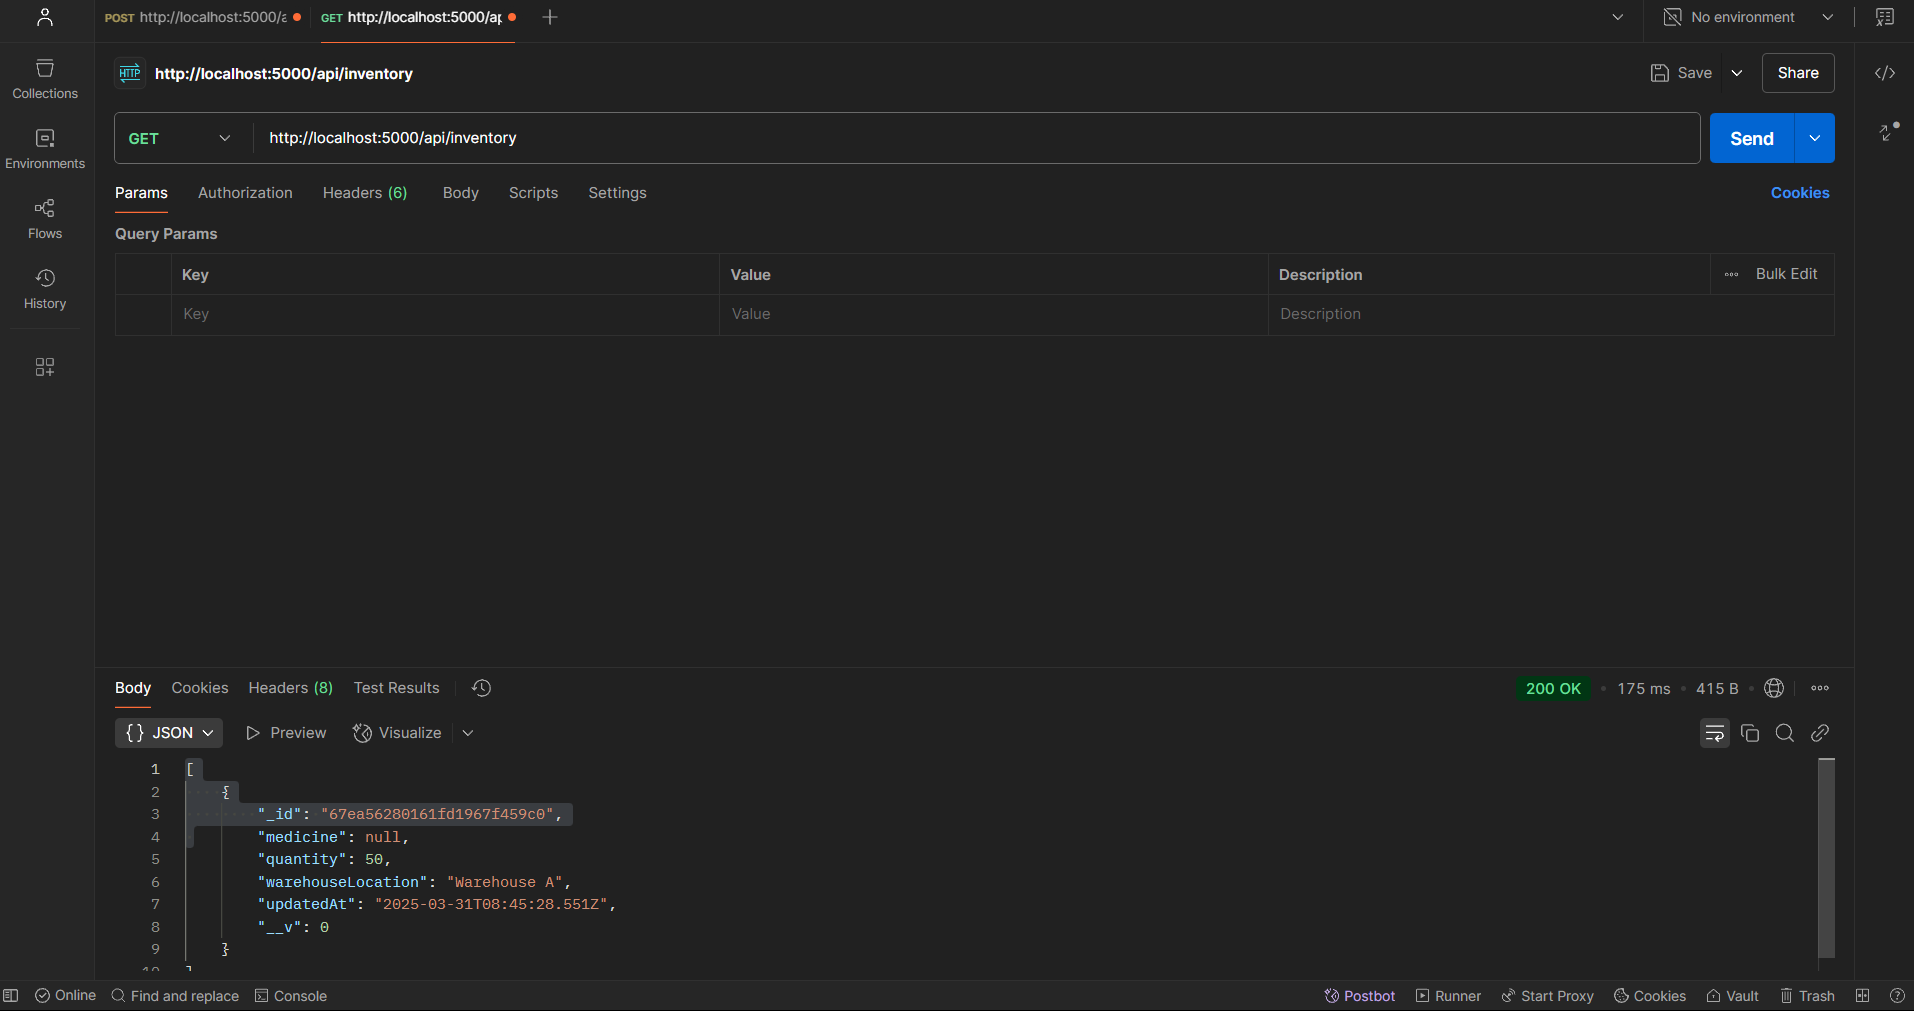 POST http://localhost:5000/a
GET http://localhost:5000/ap
No environment
Collections
Environments
Flows
History
HTTP
http://localhost:5000/api/inventory
Save
Share
GET
http://localhost:5000/api/inventory
Send
Params
Authorization
Headers (6)
Body
Scripts
Settings
Cookies
Query Params
Key
Value
Description
Bulk Edit
Key
Value
Description
Body
Cookies
Headers (8)
Test Results
200 OK
175 ms
415 B
{} JSON
Preview
Visualize
1 [
2 {
3 "_id": "67ea56280161fd1967f459c0",
4 "medicine": null,
5 "quantity": 50,
6 "warehouseLocation": "Warehouse A",
7 "updatedAt": "2025-03-31T08:45:28.551Z",
8 "__v": 0
9 }
10 ]
Online
Find and replace
Console
Postbot
Runner
Start Proxy
Cookies
Vault
Trash